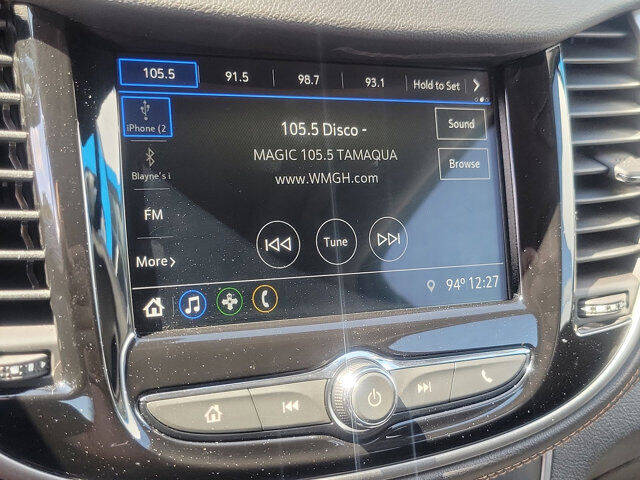 105.5 91.5 98.7 93.1 Hold to Set
iPhone (2
105.5 Disco -
Sound
MAGIC 105.5 TAMAQUA
Browse
Blayne's i
www.WMGH.com
FM
Tune
More
94° 12:27